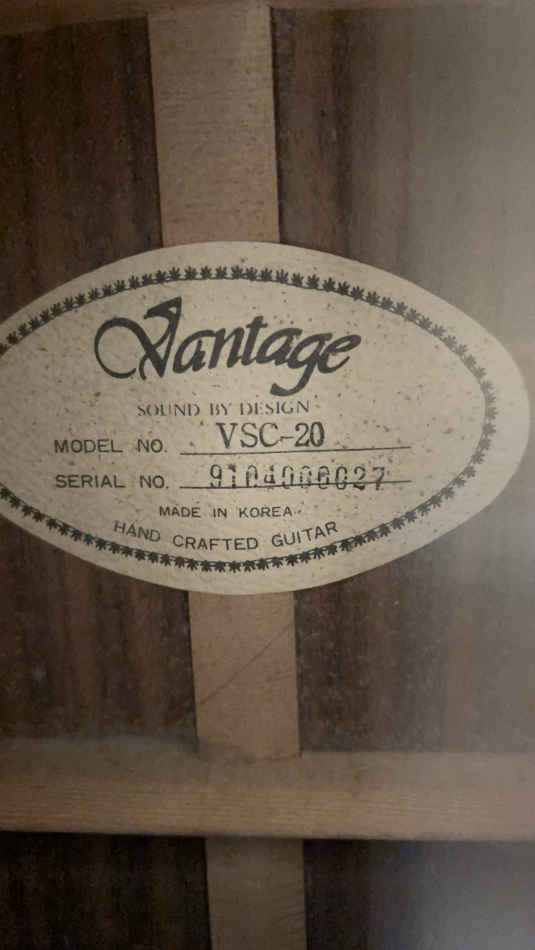 Vantage
SOUND BY DESIGN
MODEL NO. VSC-20
SERIAL NO. 9104000027
MADE IN KOREA
HAND CRAFTED GUITAR